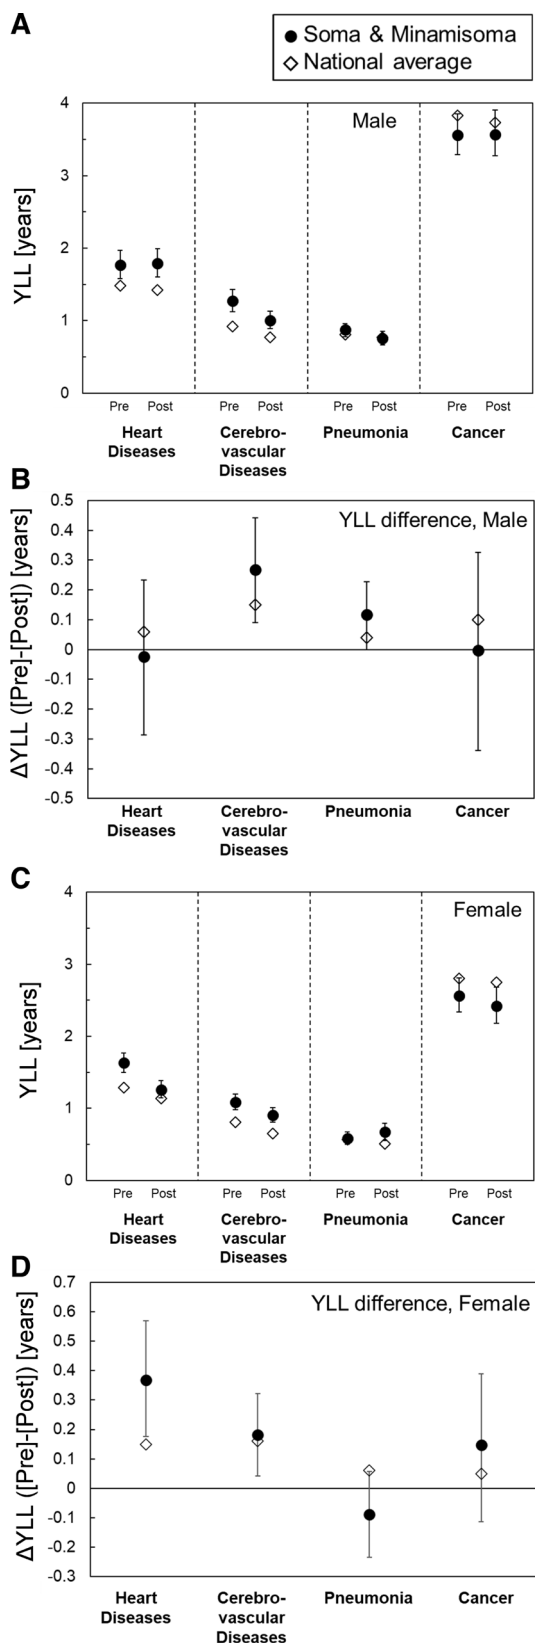 A
Soma & Minamisoma
National average
Male
YLL [years]
4
3
2
1
0
Pre Post Pre Post Pre Post Pre Post
Heart Cerebro- Pneumonia Cancer
Diseases vascular
Diseases
B
YLL difference, Male
ΔYLL ([Pre]-[Post]) [years]
0.5
0.4
0.3
0.2
0.1
0
-0.1
-0.2
-0.3
-0.4
-0.5
Heart Cerebro- Pneumonia Cancer
Diseases vascular
Diseases
C
Female
YLL [years]
4
3
2
1
0
Pre Post Pre Post Pre Post Pre Post
Heart Cerebro- Pneumonia Cancer
Diseases vascular
Diseases
D
YLL difference, Female
ΔYLL ([Pre]-[Post]) [years]
0.7
0.6
0.5
0.4
0.3
0.2
0.1
0
-0.1
-0.2
-0.3
Heart Cerebro- Pneumonia Cancer
Diseases vascular
Diseases